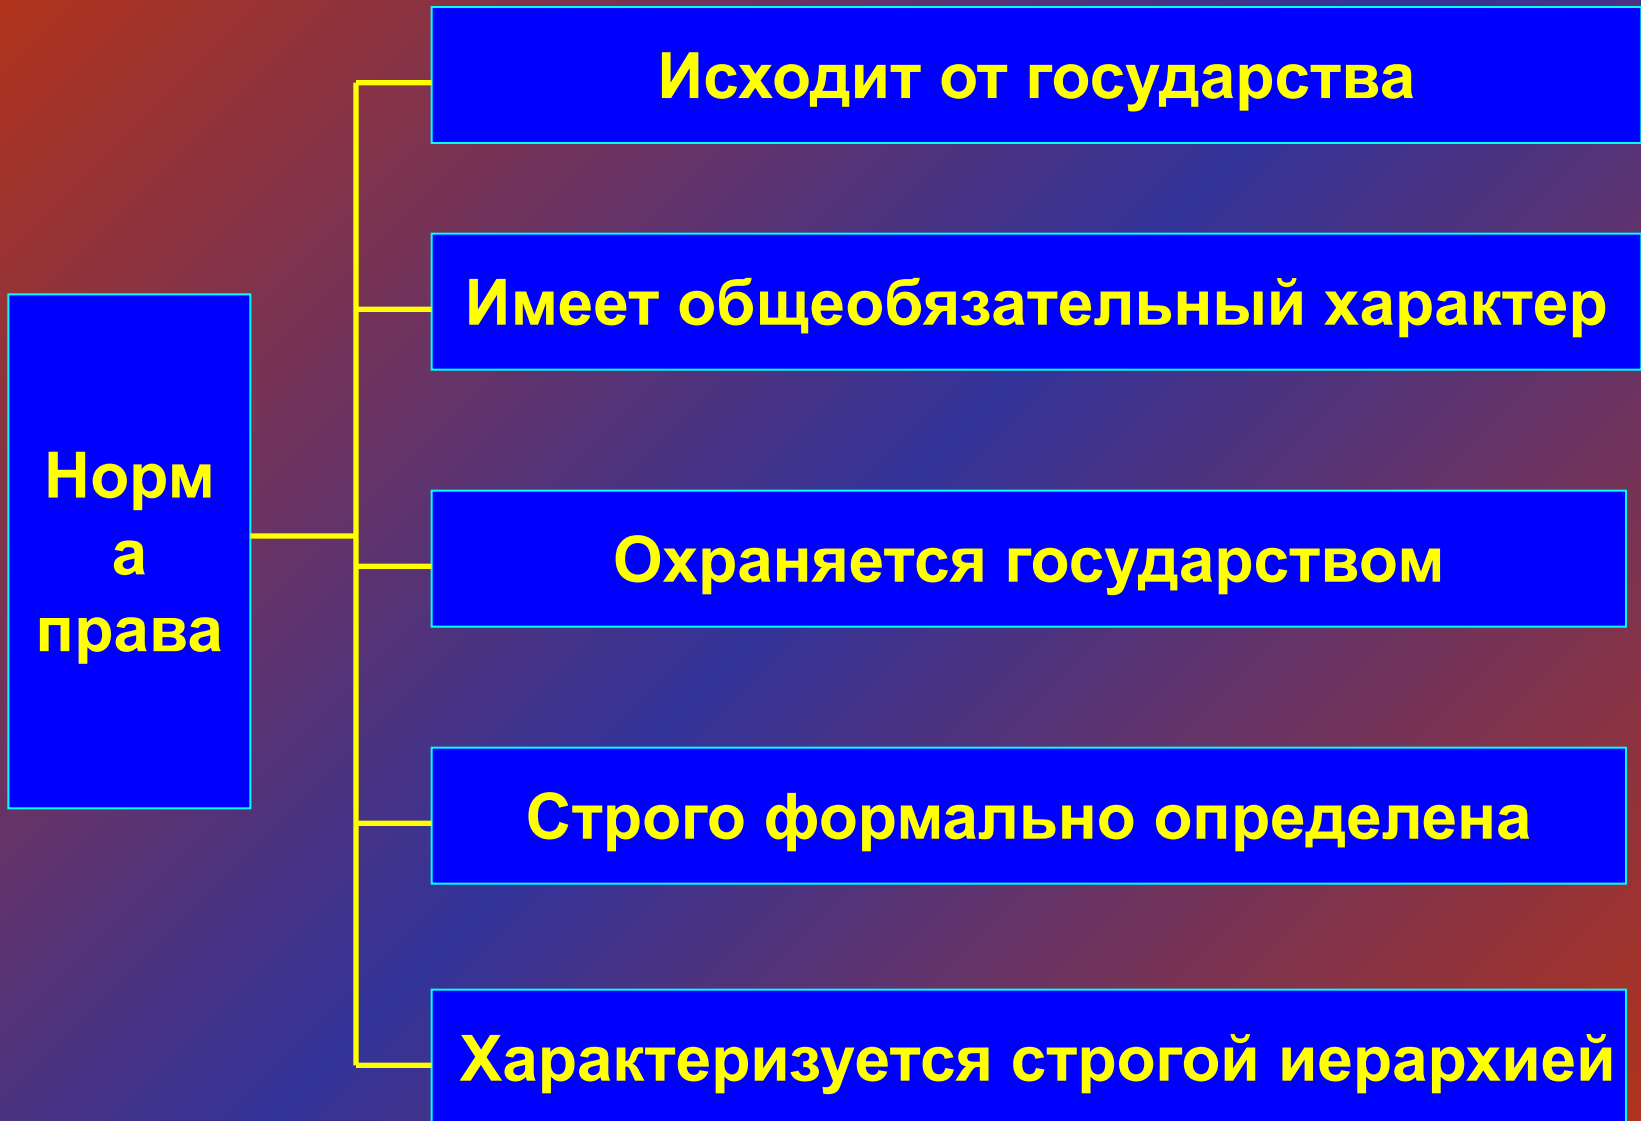 Исходит от государства
Имеет общеобязательный характер
Норм
а
права
Охраняется государством
Строго формально определена
Характеризуется строгой иерархией